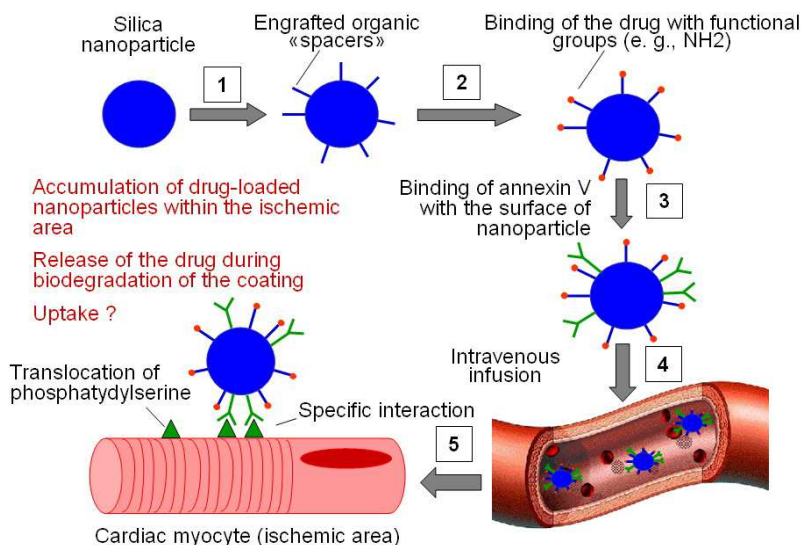 Silica
nanoparticle
Engrafted organic
«spacers»
Binding of the drug with functional
groups (e. g., NH2)
1
2
Accumulation of drug-loaded
nanoparticles within the ischemic
area
Release of the drug during
biodegradation of the coating
Uptake ?
Binding of annexin V
with the surface of
nanoparticle
3
Intravenous
infusion
4
Translocation of
phosphatydylserine
Specific interaction
5
Cardiac myocyte (ischemic area)